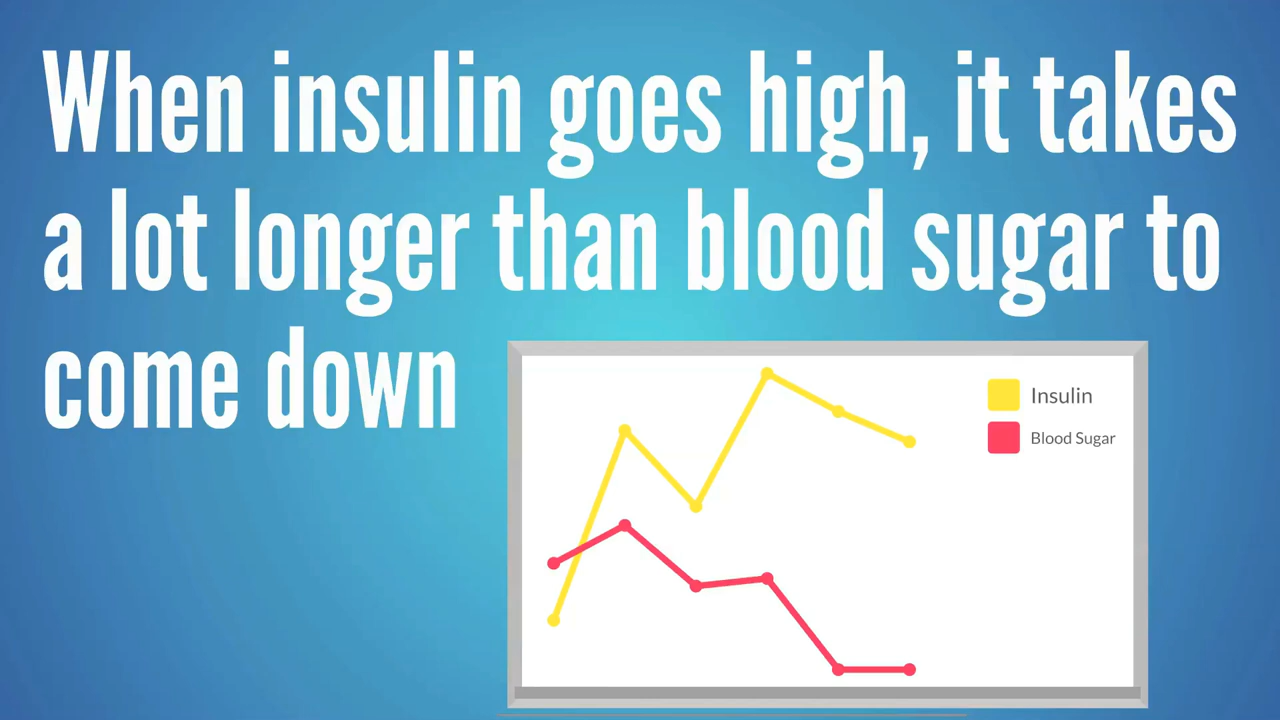 When insulin goes high, it takes
a lot longer than blood sugar to
come down
Insulin
Blood Sugar